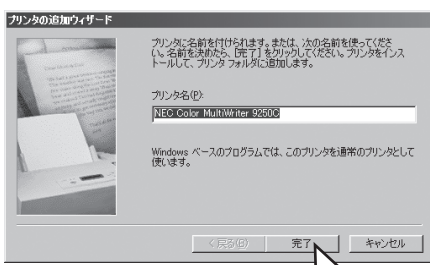 プリンタの追加ウィザード
プリンタに名前を付けられます。または、次の名前を使ってくださ
い。名前を決めたら、[完了] をクリックしてください。プリンタをインス
トールして、プリンタ フォルダに追加します。
プリンタ名(P):
NEC Color MultiWriter 9250C
Windows ベースのプログラムでは、このプリンタを通常のプリンタとして
使います。
< 戻る(B)
完了
キャンセル